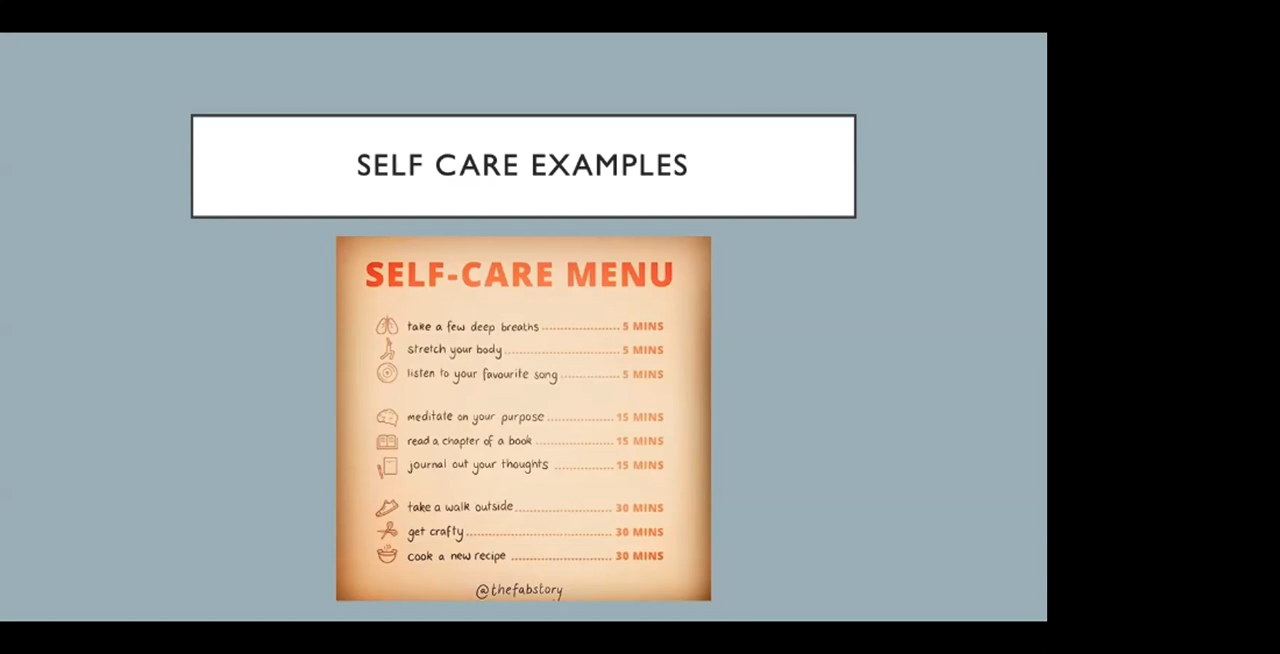 SELF CARE EXAMPLES
SELF-CARE MENU
take a few deep breaths 5 MINS
stretch your body 5 MINS
listen to your favourite song 5 MINS
meditate on your purpose 15 MINS
read a chapter of a book 15 MINS
journal out your thoughts 15 MINS
take a walk outside 30 MINS
get crafty 30 MINS
cook a new recipe 30 MINS
@thefabstory